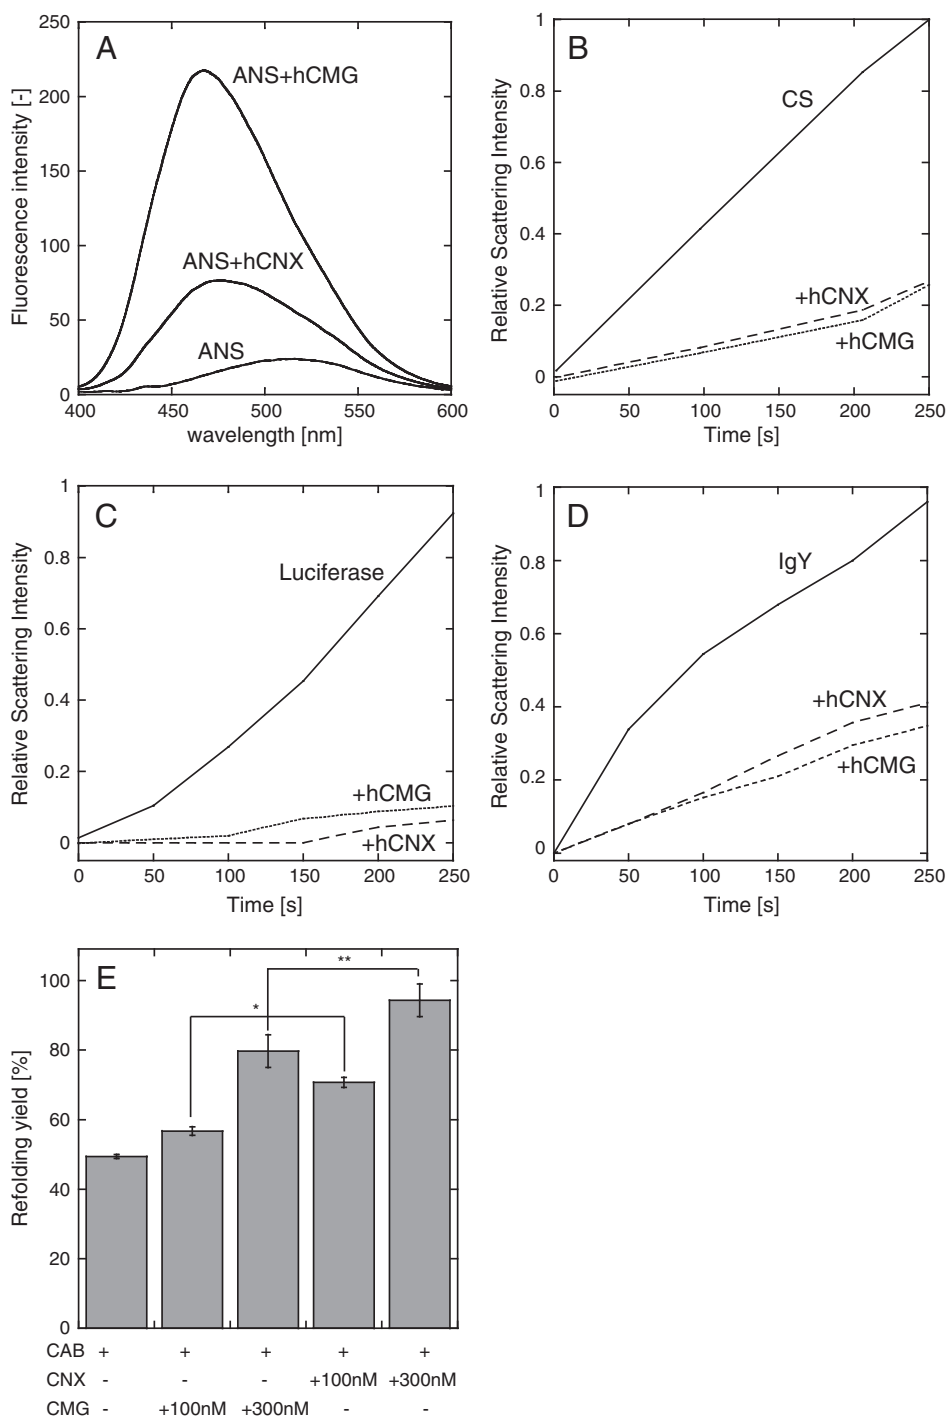 A
Fluorescence intensity [-]
250
200
150
100
50
0
ANS+hCMG
ANS+hCNX
ANS
400 450 500 550 600
wavelength [nm]
B
Relative Scattering Intensity
1
0.8
0.6
0.4
0.2
0
CS
+hCNX
+hCMG
0 50 100 150 200 250
Time [s]
C
Relative Scattering Intensity
1
0.8
0.6
0.4
0.2
0
Luciferase
+hCMG
+hCNX
0 50 100 150 200 250
Time [s]
D
Relative Scattering Intensity
1
0.8
0.6
0.4
0.2
0
IgY
+hCNX
+hCMG
0 50 100 150 200 250
Time [s]
E
Refolding yield [%]
100
80
60
40
20
0
**
*
CAB + + + + +
CNX - - - +100nM +300nM
CMG - +100nM +300nM - -